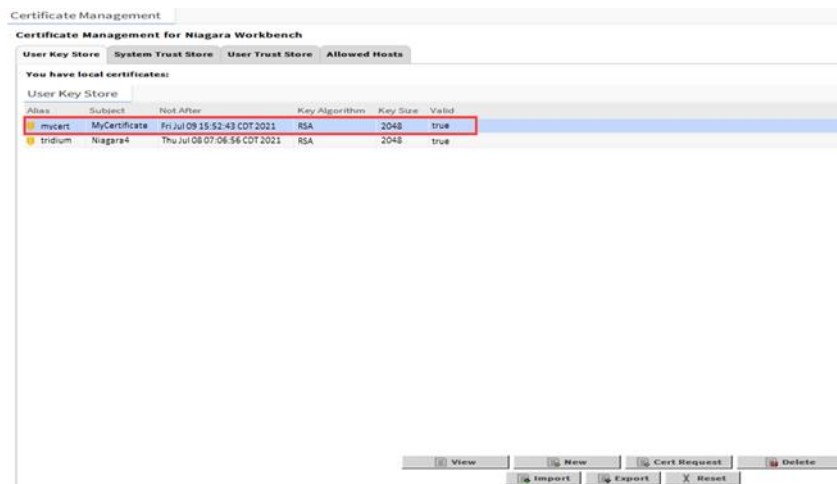 Certificate Management
Certificate Management for Niagara Workbench
User Key Store System Trust Store User Trust Store Allowed Hosts
You have local certificates:
User Key Store
Alias Subject Not After Key Algorithm Key Size Valid
mycert MyCertificate Fri Jul 09 15:52:43 CDT 2021 RSA 2048 true
tridium Niagara4 Thu Jul 08 07:06:56 CDT 2021 RSA 2048 true
View New Cert Request Delete
Import Export X Reset